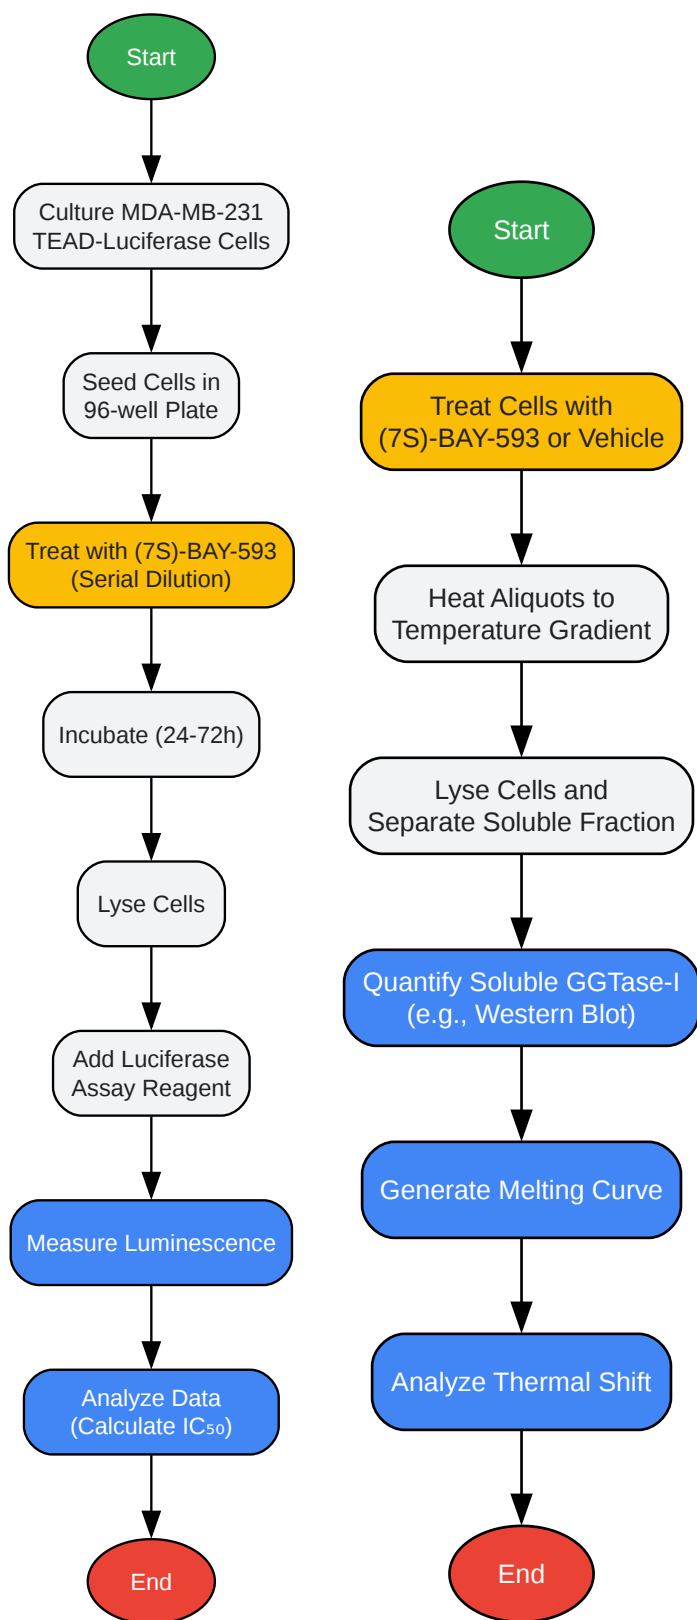 Start
Culture MDA-MB-231
TEAD-Luciferase Cells
Seed Cells in
96-well Plate
Treat with (7S)-BAY-593
(Serial Dilution)
Incubate (24-72h)
Lyse Cells
Add Luciferase
Assay Reagent
Measure Luminescence
Analyze Data
(Calculate IC₅₀)
End
Start
Treat Cells with
(7S)-BAY-593 or Vehicle
Heat Aliquots to
Temperature Gradient
Lyse Cells and
Separate Soluble Fraction
Quantify Soluble GGTase-I
(e.g., Western Blot)
Generate Melting Curve
Analyze Thermal Shift
End